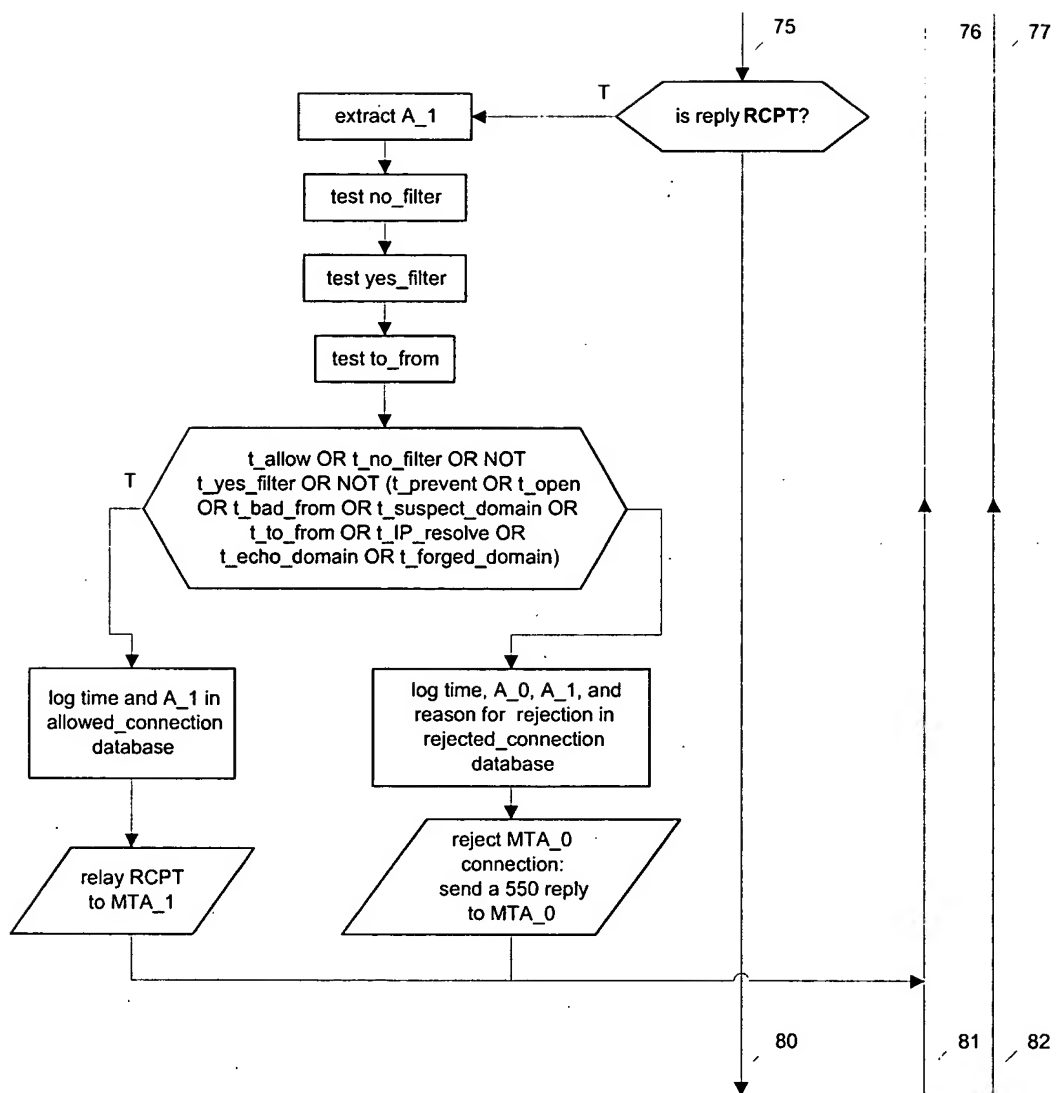 75
76
77
T
is reply RCPT?
extract A_1
test no_filter
test yes_filter
test to_from
T
t_allow OR t_no_filter OR NOT
t_yes_filter OR NOT (t_prevent OR t_open
OR t_bad_from OR t_suspect_domain OR
t_to_from OR t_IP_resolve OR
t_echo_domain OR t_forged_domain)
log time and A_1 in
allowed_connection
database
log time, A_0, A_1, and
reason for rejection in
rejected_connection
database
relay RCPT
to MTA_1
reject MTA_0
connection:
send a 550 reply
to MTA_0
80
81
82